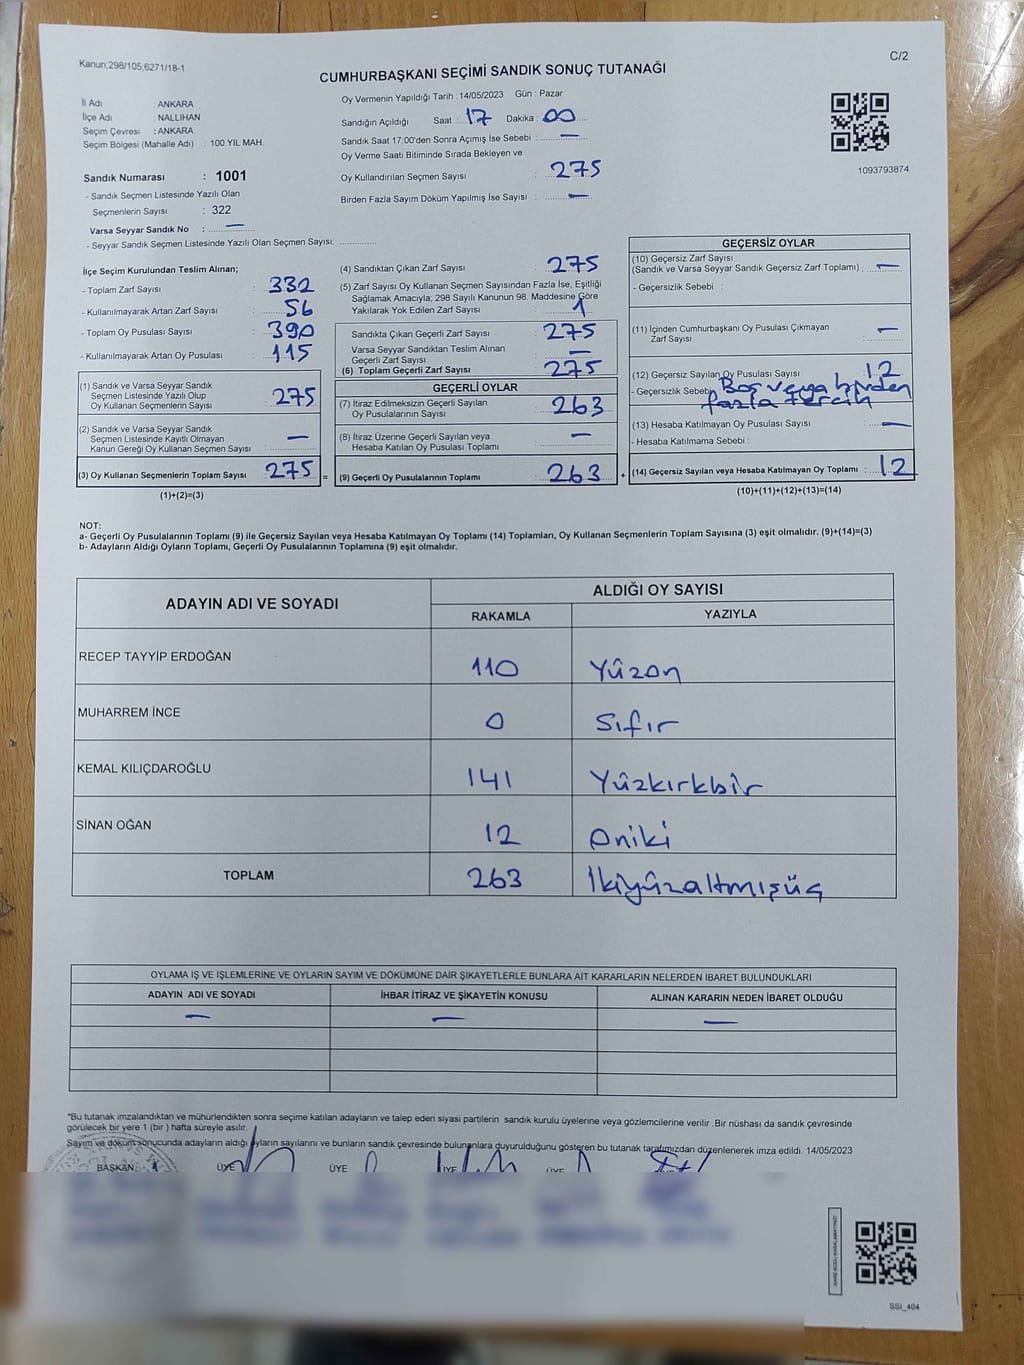 Kanun;298/105,6271/18-1
C/2
CUMHURBAŞKANI SEÇİMİ SANDIK SONUÇ TUTANAĞI
İl Adı : ANKARA
İlçe Adı : NALLIHAN
Seçim Çevresi : ANKARA
Seçim Bölgesi (Mahalle Adı) : 100.YIL MAH.
Sandık Numarası : 1001
- Sandık Seçmen Listesinde Yazılı Olan
Seçmenlerin Sayısı : 322
Varsa Seyyar Sandık No : —
- Seyyar Sandık Seçmen Listesinde Yazılı Olan Seçmen Sayısı:
Oy Vermenin Yapıldığı Tarih : 14/05/2023 Gün : Pazar
Sandığın Açıldığı Saat : 17 Dakika : 00
Sandık Saat 17:00'den Sonra Açımış İse Sebebi : —
Oy Verme Saati Bitiminde Sırada Bekleyen ve
Oy Kullandırılan Seçmen Sayısı : 275
Birden Fazla Sayım Döküm Yapılmış İse Sayısı : —
1093793874
İlçe Seçim Kurulundan Teslim Alınan;
- Toplam Zarf Sayısı : 332
- Kullanılmayarak Artan Zarf Sayısı : 56
- Toplam Oy Pusulası Sayısı : 390
- Kullanılmayarak Artan Oy Pusulası : 115
(1) Sandık ve Varsa Seyyar Sandık
Seçmen Listesinde Yazılı Olup
Oy Kullanan Seçmenlerin Sayısı : 275
(2) Sandık ve Varsa Seyyar Sandık
Seçmen Listesinde Kayıtlı Olmayan
Kanun Gereği Oy Kullanan Seçmen Sayısı : —
(3) Oy Kullanan Seçmenlerin Toplam Sayısı : 275 =
(1)+(2)=(3)
(4) Sandıktan Çıkan Zarf Sayısı : 275
(5) Zarf Sayısı Oy Kullanan Seçmen Sayısından Fazla İse, Eşitliği
Sağlamak Amacıyla; 298 Sayılı Kanunun 98. Maddesine Göre
Yakılarak Yok Edilen Zarf Sayısı : 1
Sandıkta Çıkan Geçerli Zarf Sayısı : 275
Varsa Seyyar Sandıktan Teslim Alınan
Geçerli Zarf Sayısı : —
(6) Toplam Geçerli Zarf Sayısı : 275
GEÇERLİ OYLAR
(7) İtiraz Edilmeksizin Geçerli Sayılan
Oy Pusulalarının Sayısı : 263
(8) İtiraz Üzerine Geçerli Sayılan veya
Hesaba Katılan Oy Pusulası Toplamı : —
(9) Geçerli Oy Pusulalarının Toplamı : 263 +
GEÇERSİZ OYLAR
(10) Geçersiz Zarf Sayısı
(Sandık ve Varsa Seyyar Sandık Geçersiz Zarf Toplamı) : —
- Geçersizlik Sebebi :
(11) İçinden Cumhurbaşkanı Oy Pusulası Çıkmayan
Zarf Sayısı : —
(12) Geçersiz Sayılan Oy Pusulası Sayısı : 12
- Geçersizlik Sebebi Boş veya birden
fazla tercih
(13) Hesaba Katılmayan Oy Pusulası Sayısı : —
- Hesaba Katılmama Sebebi :
(14) Geçersiz Sayılan veya Hesaba Katılmayan Oy Toplamı : 12
(10)+(11)+(12)+(13)=(14)
NOT:
a- Geçerli Oy Pusulalarının Toplamı (9) ile Geçersiz Sayılan veya Hesaba Katılmayan Oy Toplamı (14) Toplamları, Oy Kullanan Seçmenlerin Toplam Sayısına (3) eşit olmalıdır. (9)+(14)=(3)
b- Adayların Aldığı Oyların Toplamı, Geçerli Oy Pusulalarının Toplamına (9) eşit olmalıdır.
ADAYIN ADI VE SOYADI
ALDIĞI OY SAYISI
RAKAMLA YAZIYLA
RECEP TAYYİP ERDOĞAN 110 Yüzon
MUHARREM İNCE 0 Sıfır
KEMAL KILIÇDAROĞLU 141 Yüzkırkbir
SİNAN OĞAN 12 Oniki
TOPLAM 263 İkiyüzaltmışüç
OYLAMA İŞ VE İŞLEMLERİNE VE OYLARIN SAYIM VE DÖKÜMÜNE DAİR ŞİKAYETLERLE BUNLARA AİT KARARLARIN NELERDEN İBARET BULUNDUKLARI
ADAYIN ADI VE SOYADI İHBAR İTİRAZ VE ŞİKAYETİN KONUSU ALINAN KARARIN NEDEN İBARET OLDUĞU
— — —
*Bu tutanak imzalandıktan ve mühürlendikten sonra seçime katılan adayların ve talep eden siyasi partilerin sandık kurulu üyelerine veya gözlemcilerine verilir. Bir nüshası da sandık çevresinde
görülecek bir yere 1 (bir ) hafta süreyle asılır.
Sayım ve döküm sonucunda adayların aldığı oyların sayılarını ve bunların sandık çevresinde bulunanlara duyurulduğunu gösteren bu tutanak tarafımızdan düzenlenerek imza edildi. 14/05/2023
BAŞKAN ÜYE ÜYE ÜYE ÜYE
SSI_404